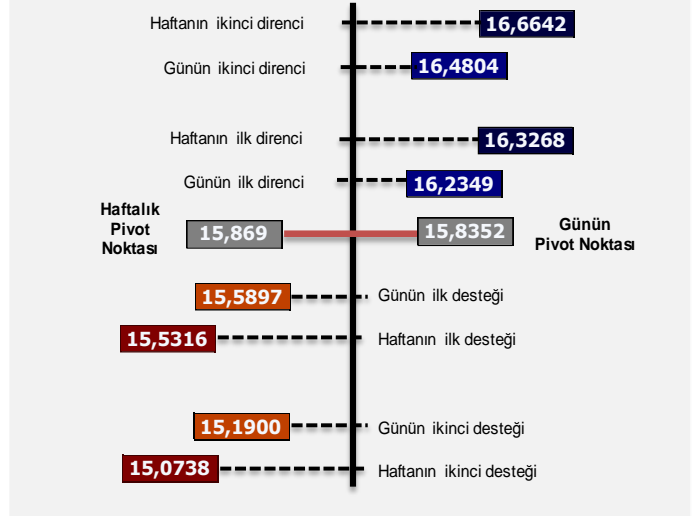 Haftanın ikinci direnci 16,6642
Günün ikinci direnci 16,4804
Haftanın ilk direnci 16,3268
Günün ilk direnci 16,2349
Haftalık
Pivot
Noktası
15,869
15,8352
Günün
Pivot Noktası
15,5897 Günün ilk desteği
15,5316 Haftanın ilk desteği
15,1900 Günün ikinci desteği
15,0738 Haftanın ikinci desteği